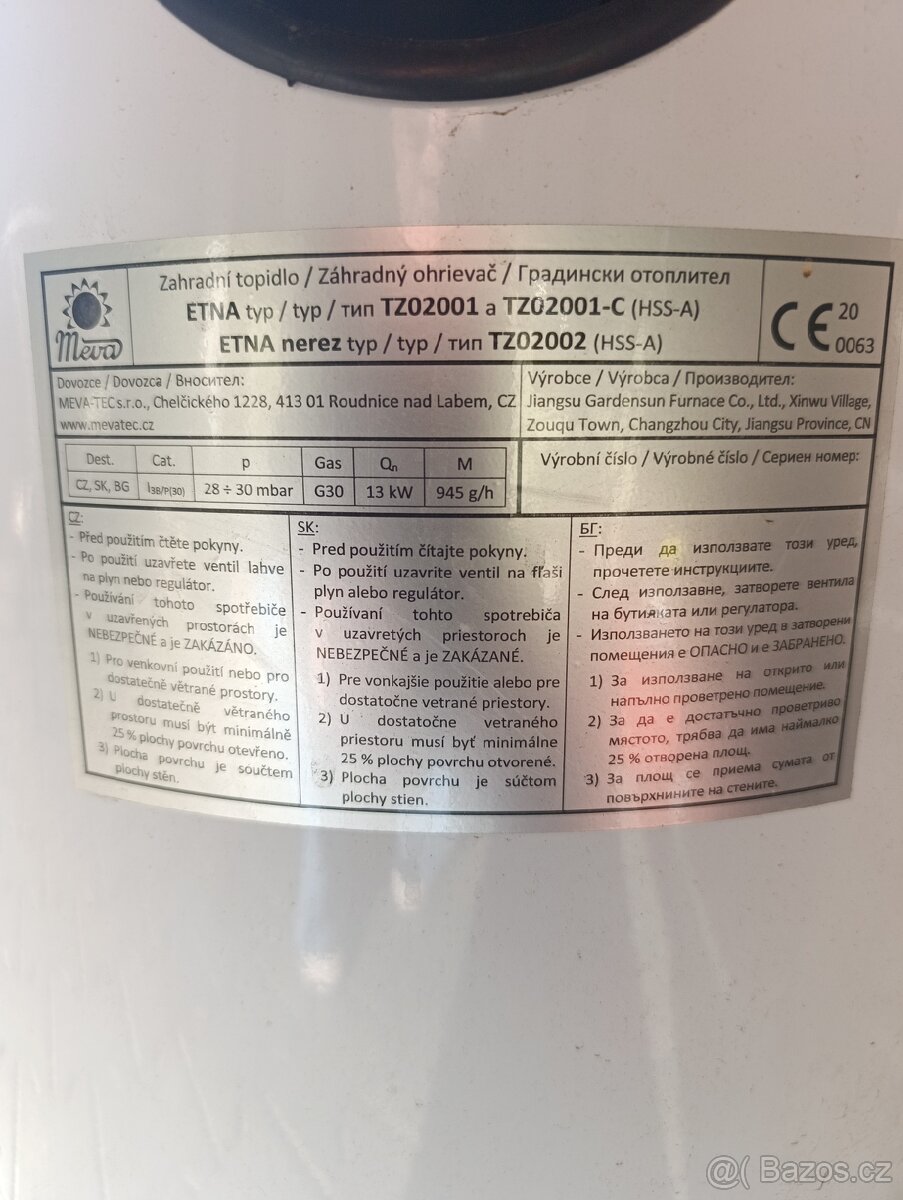 Zahradní topidlo / Záhradný ohrievač / Градински отоплител
ETNA typ / typ / тип TZ02001 a TZ02001-C (HSS-A)
ETNA nerez typ / typ / тип TZ02002 (HSS-A)
Meva
CE 20
0063
Dovozce / Dovozca / Вносител:
MEVA-TEC s.r.o., Chelčického 1228, 413 01 Roudnice nad Labem, CZ
www.mevatec.cz
Výrobce / Výrobca / Производител:
Jiangsu Gardensun Furnace Co., Ltd., Xinwu Village,
Zouqu Town, Changzhou City, Jiangsu Province, CN
Dest. Cat. p Gas Qn M
CZ, SK, BG I3B/P(30) 28 ÷ 30 mbar G30 13 kW 945 g/h
Výrobní číslo / Výrobné číslo / Сериен номер:
CZ:
- Před použitím čtěte pokyny.
- Po použití uzavřete ventil lahve
na plyn nebo regulátor.
- Používání tohoto spotřebiče
v uzavřených prostorách je
NEBEZPEČNÉ a je ZAKÁZÁNO.
1) Pro venkovní použití nebo pro
dostatečně větrané prostory.
2) U dostatečně větraného
prostoru musí být minimálně
25 % plochy povrchu otevřeno.
3) Plocha povrchu je součtem
plochy stěn.
SK:
- Pred použitím čítajte pokyny.
- Po použití uzavrite ventil na fľaši
plyn alebo regulátor.
- Používaní tohto spotrebiča
v uzavretých priestoroch je
NEBEZPEČNÉ a je ZAKÁZANÉ.
1) Pre vonkajšie použitie alebo pre
dostatočne vetrané priestory.
2) U dostatočne vetraného
priestoru musí byť minimálne
25 % plochy povrchu otvorené.
3) Plocha povrchu je súčtom
plochy stien.
БГ:
- Преди да използвате този уред,
прочетете инструкциите.
- След използвание, затворете вентила
на бутилката или регулатора.
- Използването на този уред в затворени
помещения е ОПАСНО и е ЗАБРАНЕНО.
1) За използване на открито или
напълно проветрено помещение.
2) За да е достатъчно проветриво
мястото, трябва да има наймалко
25 % отворена площ.
3) За площ се приема сумата от
повърхнините на стените.
@ Bazos.cz